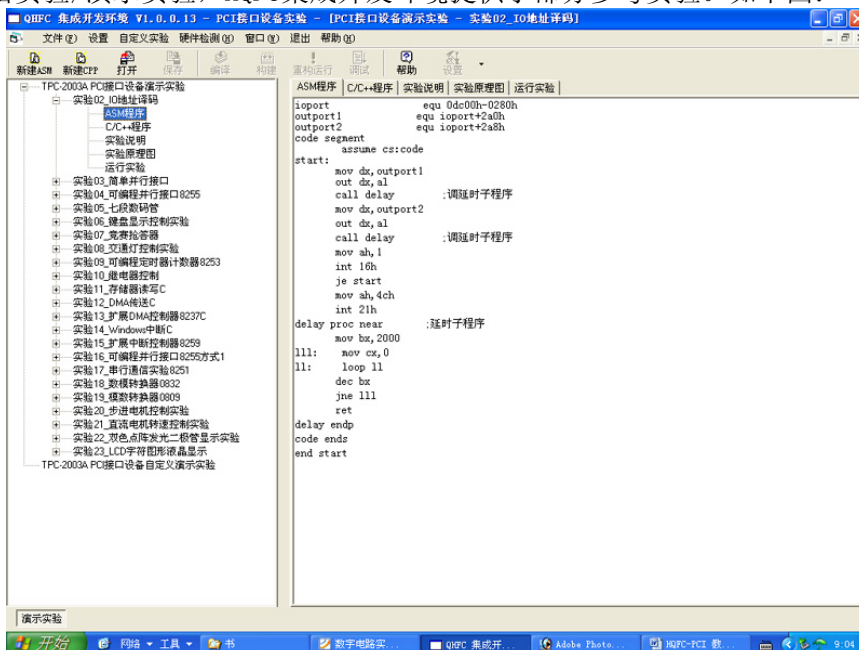 QHFC 集成开发环境 V1.0.0.13 - PCI接口设备实验 - [PCI接口设备演示实验 - 实验02_IO地址译码]
文件(F) 设置 自定义实验 硬件检测(H) 窗口(W) 退出 帮助(H)
新建ASM 新建CPP 打开 保存 编译 构建 重构运行 调试 帮助 设置
TPC-2003A PCI接口设备演示实验
实验02_IO地址译码
ASM程序
C/C++程序
实验说明
实验原理图
运行实验
实验03_简单并行接口
实验04_可编程并行接口8255
实验05_七段数码管
实验06_键盘显示控制实验
实验07_竞赛抢答器
实验08_交通灯控制实验
实验09_可编程定时器计数器8253
实验10_继电器控制
实验11_存储器读写C
实验12_DMA传送C
实验13_扩展DMA控制器8237C
实验14_Windows中断C
实验15_扩展中断控制器8259
实验16_可编程并行接口8255方式1
实验17_串行通信实验8251
实验18_数模转换器0832
实验19_模数转换器0809
实验20_步进电机控制实验
实验21_直流电机转速控制实验
实验22_双色点阵发光二极管显示实验
实验23_LCD字符图形液晶显示
TPC-2003A PCI接口设备自定义演示实验
ASM程序 C/C++程序 实验说明 实验原理图 运行实验
ioport equ 0dc00h-0280h
outport1 equ ioport+2a0h
outport2 equ ioport+2a8h
code segment
assume cs:code
start:
mov dx,outport1
out dx,al
call delay ;调延时子程序
mov dx,outport2
out dx,al
call delay ;调延时子程序
mov ah,1
int 16h
je start
mov ah,4ch
int 21h
delay proc near ;延时子程序
mov bx,2000
lll: mov cx,0
ll: loop ll
dec bx
jne lll
ret
delay endp
code ends
end start
演示实验
开始 网络 工具 书 数字电路实... QHFC 集成开... Adobe Photo... HQFC-PCI 教... 9:04